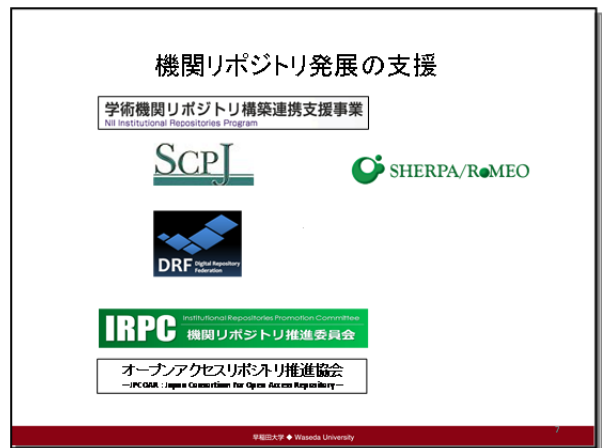 機関リポジトリ発展の支援
学術機関リポジトリ構築連携支援事業
NII Institutional Repositories Program
SCPJ
SHERPA/RoMEO
DRF Digital Repository
Federation
IRPC Institutional Repositories Promotion Committee
機関リポジトリ推進委員会
オープンアクセスリポジトリ推進協会
―JPCOAR : Japan Consortium for Open Access Repository―
7
早稲田大学 ◆ Waseda University